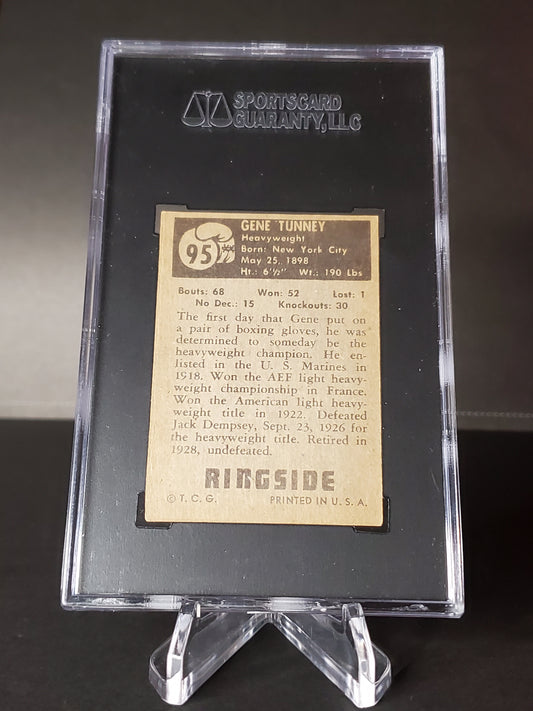 SPORTSCARD
GUARANTY, LLC
95
GENE TUNNEY
Heavyweight
Born: New York City
May 25, 1898
Ht.: 6'½" Wt.: 190 Lbs
Bouts: 68 Won: 52 Lost: 1
No Dec.: 15 Knockouts: 30
The first day that Gene put on
a pair of boxing gloves, he was
determined to someday be the
heavyweight champion. He en-
listed in the U. S. Marines in
1918. Won the AEF light heavy-
weight championship in France.
Won the American light heavy-
weight title in 1922. Defeated
Jack Dempsey, Sept. 23, 1926 for
the heavyweight title. Retired in
1928, undefeated.
RINGSIDE
© T. C. G. PRINTED IN U. S. A.